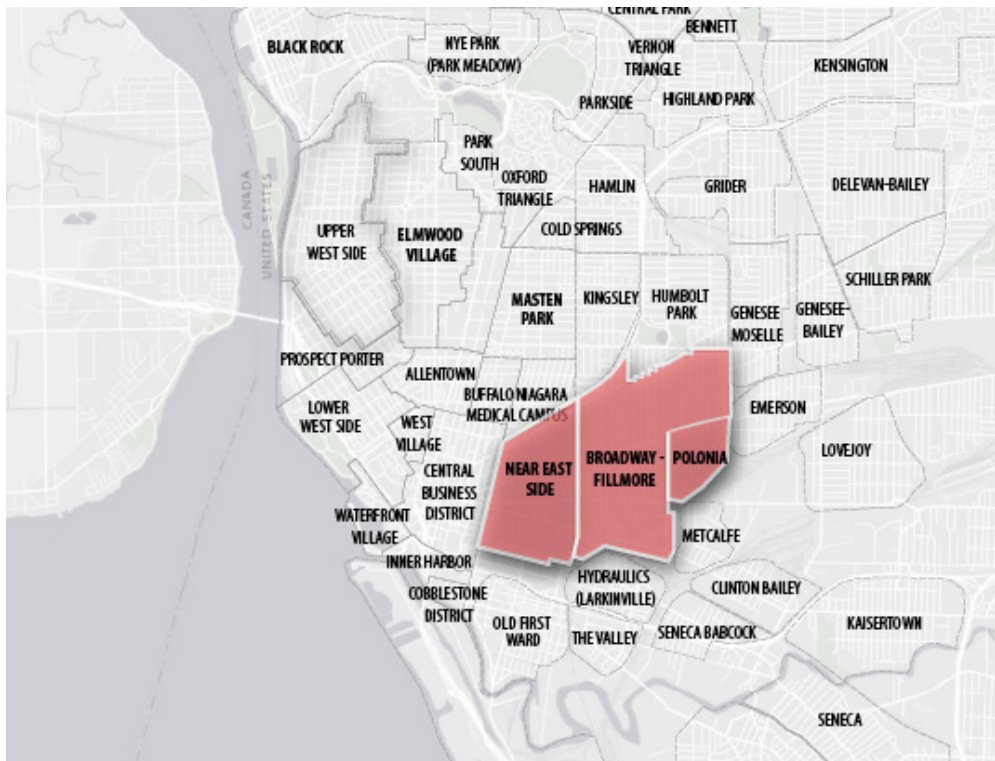 CENTRAL PARK
BENNETT
BLACK ROCK
NYE PARK
(PARK MEADOW)
VERNON
TRIANGLE
KENSINGTON
PARKSIDE
HIGHLAND PARK
PARK
SOUTH
OXFORD
TRIANGLE
HAMLIN
GRIDER
DELEVAN-BAILEY
CANADA
UNITED STATES
UPPER
WEST SIDE
ELMWOOD
VILLAGE
COLD SPRINGS
SCHILLER PARK
MASTEN
PARK
KINGSLEY
HUMBOLT
PARK
GENESEE
MOSELLE
GENESEE-
BAILEY
PROSPECT PORTER
ALLENTOWN
BUFFALO NIAGARA
MEDICAL CAMPUS
LOWER
WEST SIDE
WEST
VILLAGE
EMERSON
LOVEJOY
CENTRAL
BUSINESS
DISTRICT
NEAR EAST
SIDE
BROADWAY -
FILLMORE
POLONIA
WATERFRONT
VILLAGE
METCALFE
INNER HARBOR
COBBLESTONE
DISTRICT
HYDRAULICS
(LARKINVILLE)
CLINTON BAILEY
OLD FIRST
WARD
THE VALLEY
SENECA BABCOCK
KAISERTOWN
SENECA